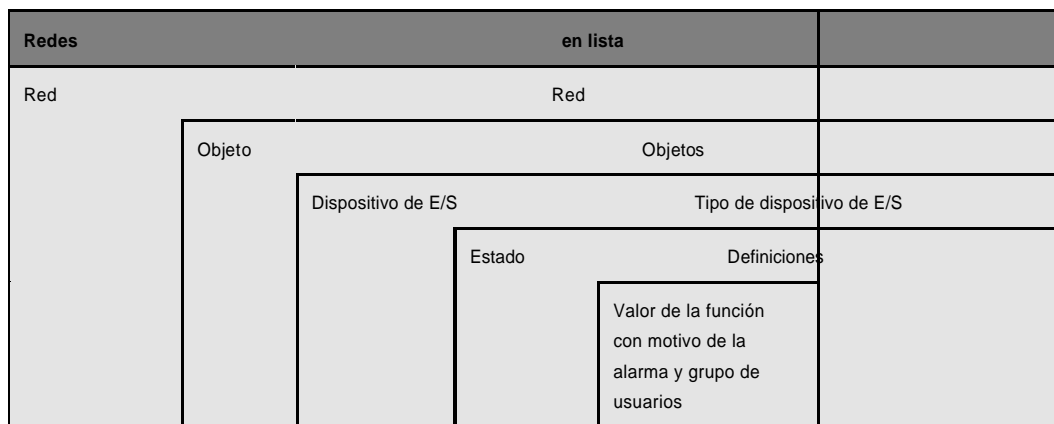 Redes en lista
Red Red
Objeto Objetos
Dispositivo de E/S Tipo de dispositivo de E/S
Estado Definiciones
Valor de la función
con motivo de la
alarma y grupo de
usuarios